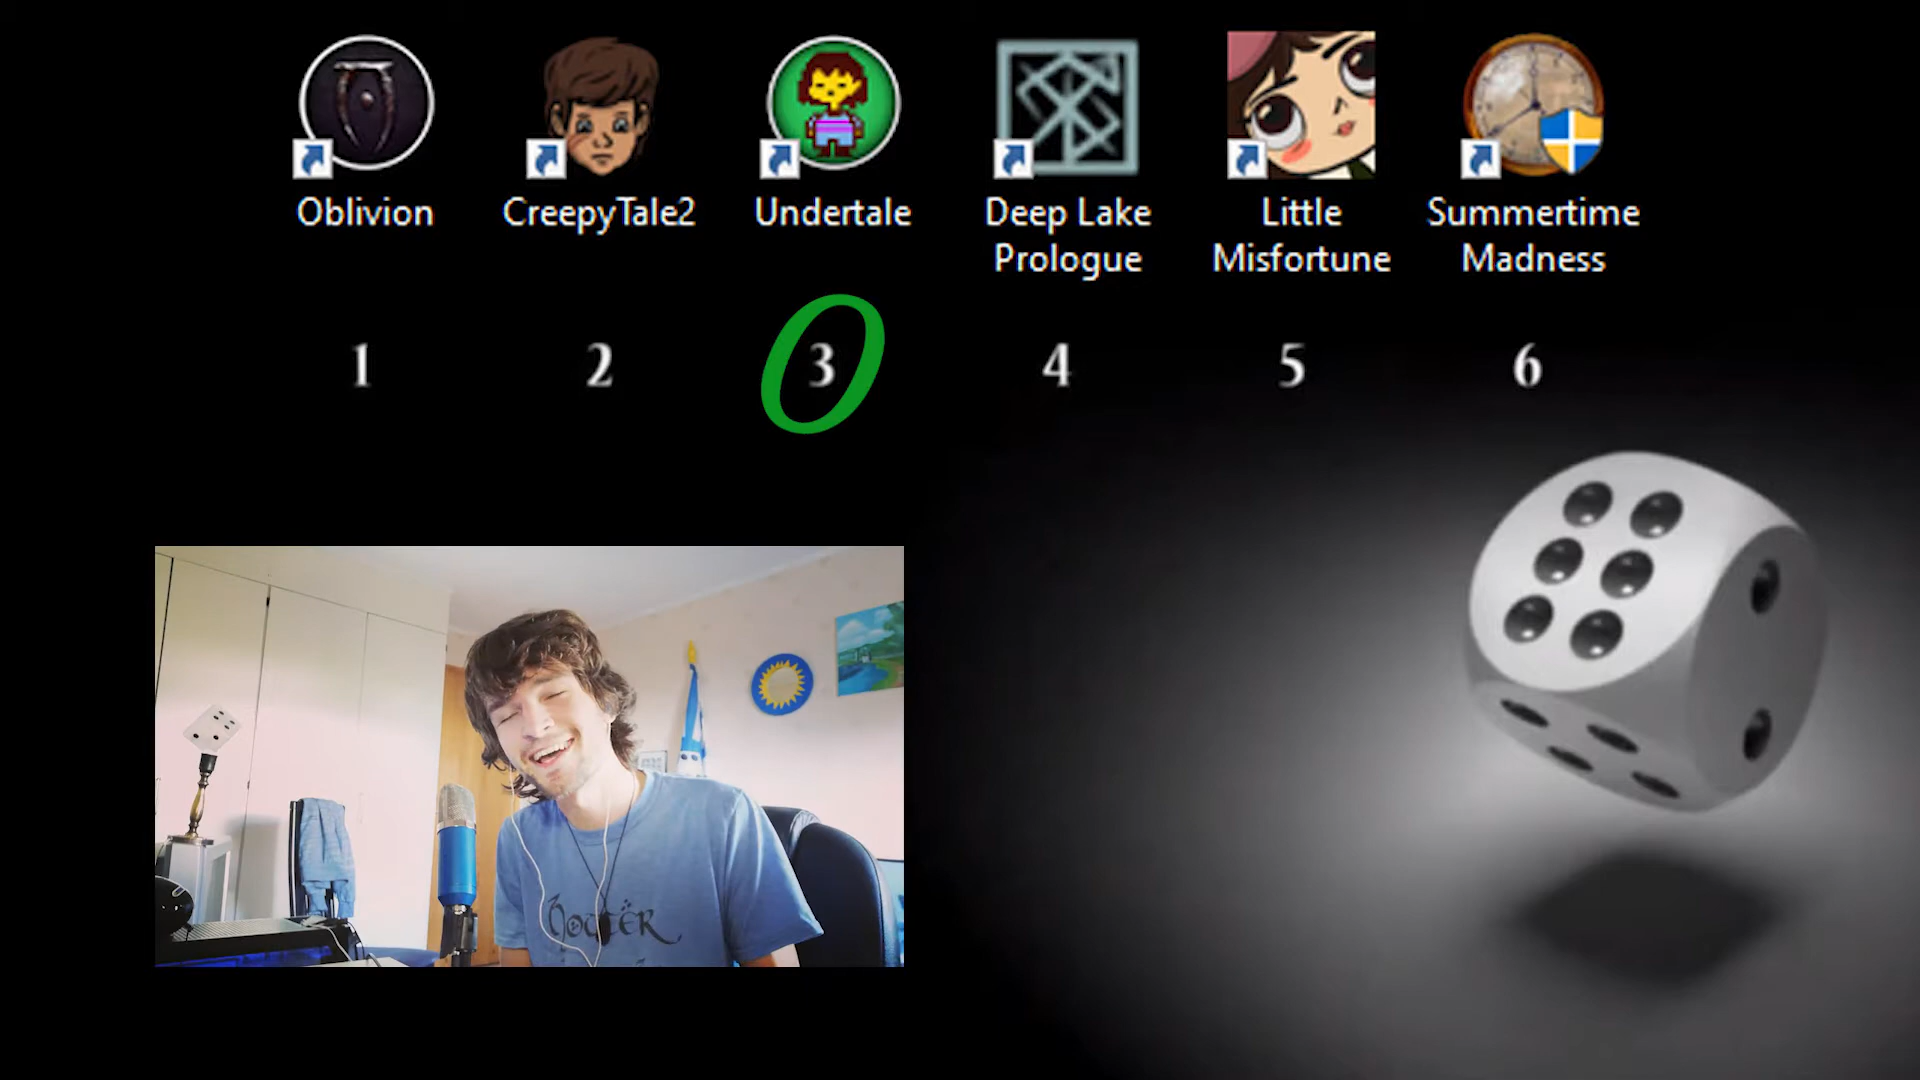 Oblivion
CreepyTale2
Undertale
Deep Lake
Prologue
Little
Misfortune
Summertime
Madness
1 2 3 4 5 6